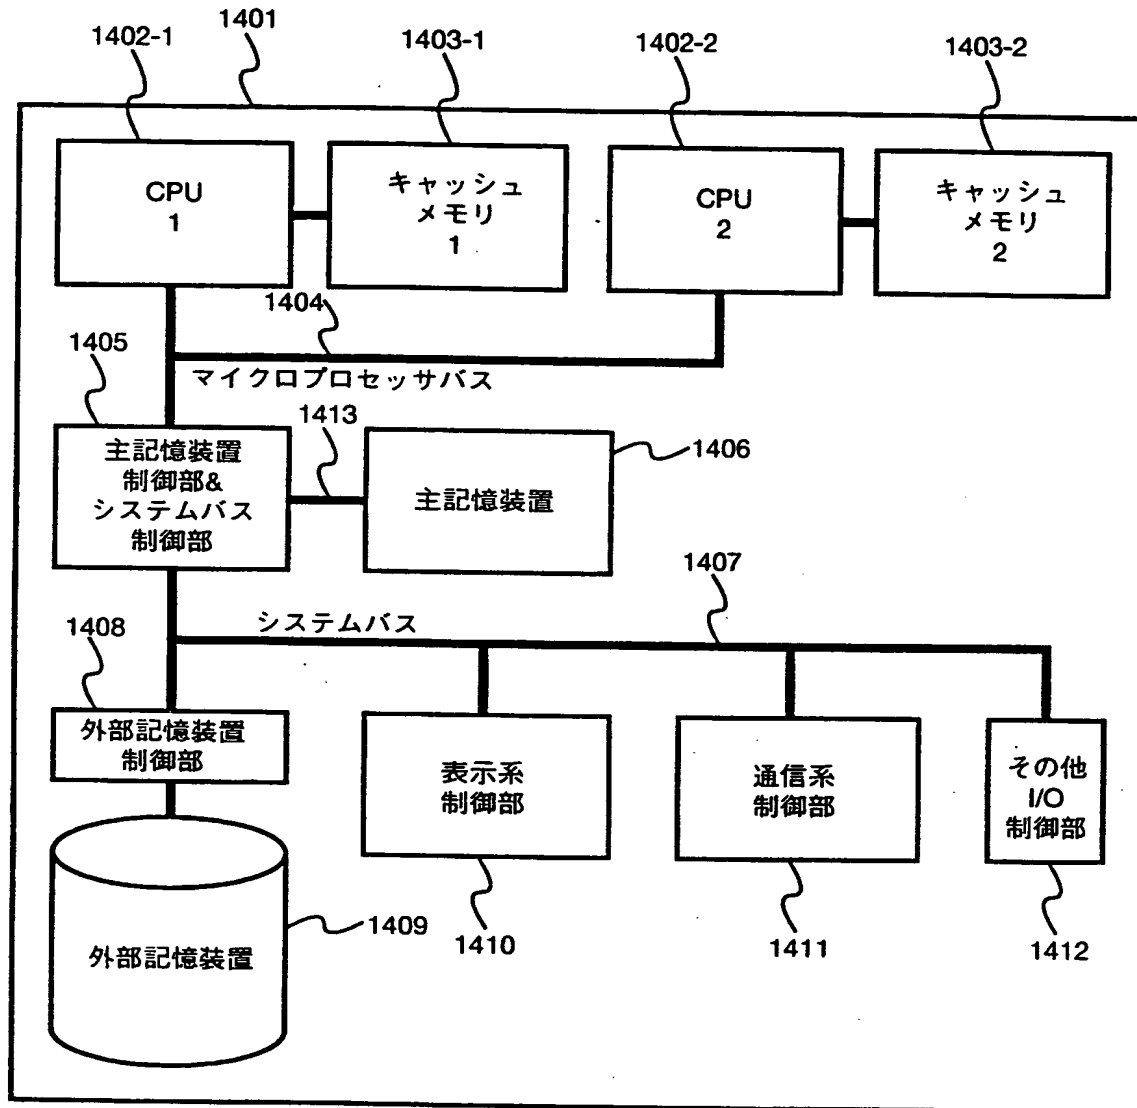 1401
1402-1
1403-1
1402-2
1403-2
CPU
1
キャッシュ
メモリ
1
CPU
2
キャッシュ
メモリ
2
1404
マイクロプロセッサバス
1405
主記憶装置
制御部&
システムバス
制御部
1413
主記憶装置
1406
1407
システムバス
1408
外部記憶装置
制御部
表示系
制御部
通信系
制御部
その他
I/O
制御部
外部記憶装置
1409
1410
1411
1412